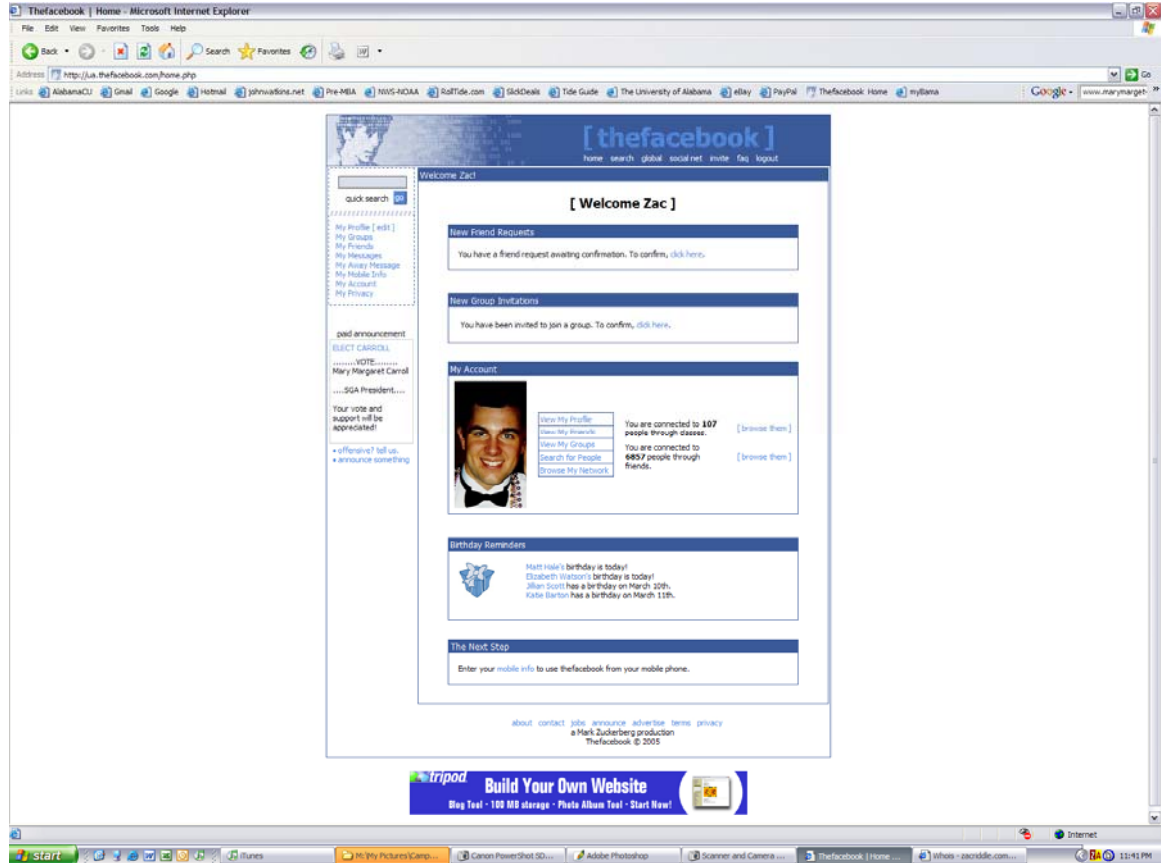 Thefacebook | Home - Microsoft Internet Explorer
File Edit View Favorites Tools Help
Back Search Favorites
Address http://ua.thefacebook.com/home.php Go
Links AlabamaCU Gmail Google Hotmail johnwatkins.net Pre-MBA NWS-NOAA RollTide.com SlickDeals Tide Guide The University of Alabama eBay PayPal Thefacebook Home myBama Google www.marymarget
[ thefacebook ]
home search global social net invite faq logout
Welcome Zac!
quick search go
[ Welcome Zac ]
My Profile [ edit ]
My Groups
My Friends
My Messages
My Away Message
My Mobile Info
My Account
My Privacy
New Friend Requests
You have a friend request awaiting confirmation. To confirm, click here.
New Group Invitations
You have been invited to join a group. To confirm, click here.
paid announcement
ELECT CARROLL
........VOTE........
Mary Margaret Carroll
....SGA President....
Your vote and
support will be
appreciated!
• offensive? tell us.
• announce something
My Account
View My Profile
View My Friends
View My Groups
Search for People
Browse My Network
You are connected to 107
people through classes.
[ browse them ]
You are connected to
6857 people through
friends.
[ browse them ]
Birthday Reminders
Matt Hale's birthday is today!
Elizabeth Watson's birthday is today!
Jillian Scott has a birthday on March 10th.
Katie Barton has a birthday on March 11th.
The Next Step
Enter your mobile info to use thefacebook from your mobile phone.
about contact jobs announce advertise terms privacy
a Mark Zuckerberg production
Thefacebook © 2005
tripod Build Your Own Website
Blog Tool - 100 MB storage - Photo Album Tool - Start Now!
Internet
start iTunes M:\My Pictures\Camp... Canon PowerShot SD... Adobe Photoshop Scanner and Camera ... Thefacebook | Home ... Whois - zacriddle.com... 11:41 PM